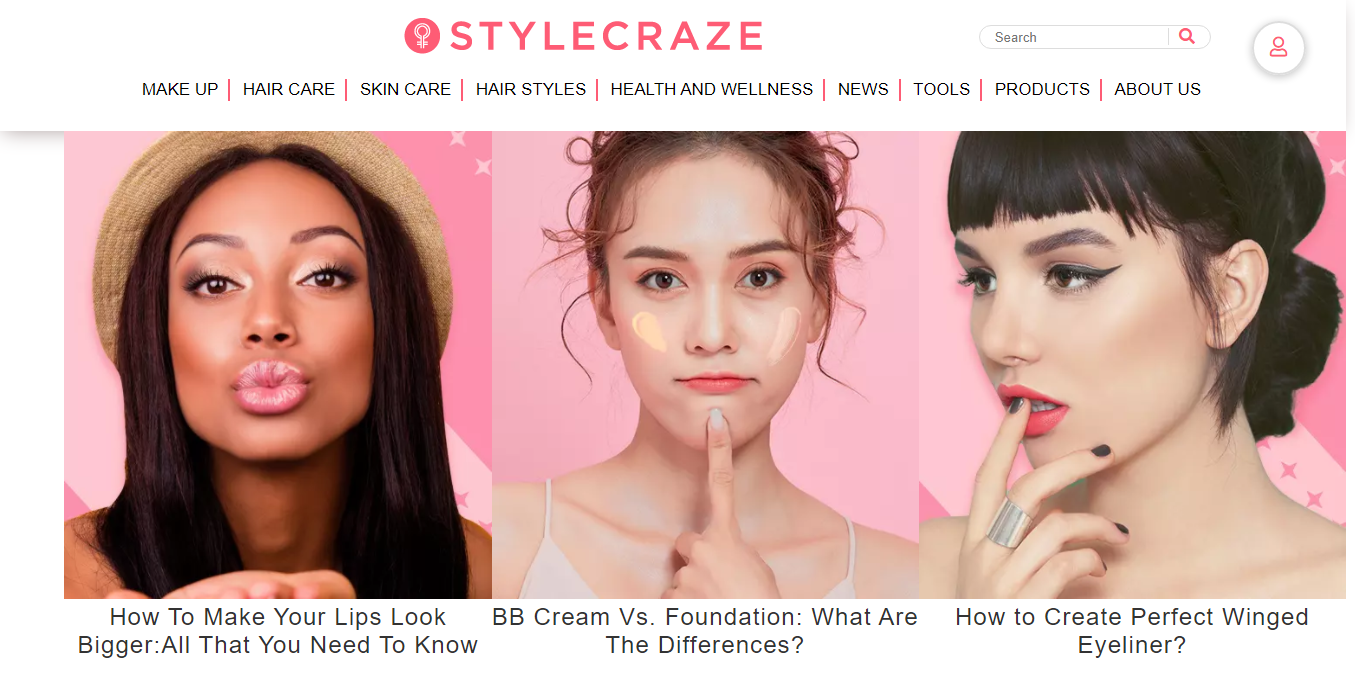 STYLECRAZE
Search
MAKE UP HAIR CARE SKIN CARE HAIR STYLES HEALTH AND WELLNESS NEWS TOOLS PRODUCTS ABOUT US
How To Make Your Lips Look
Bigger:All That You Need To Know
BB Cream Vs. Foundation: What Are
The Differences?
How to Create Perfect Winged
Eyeliner?